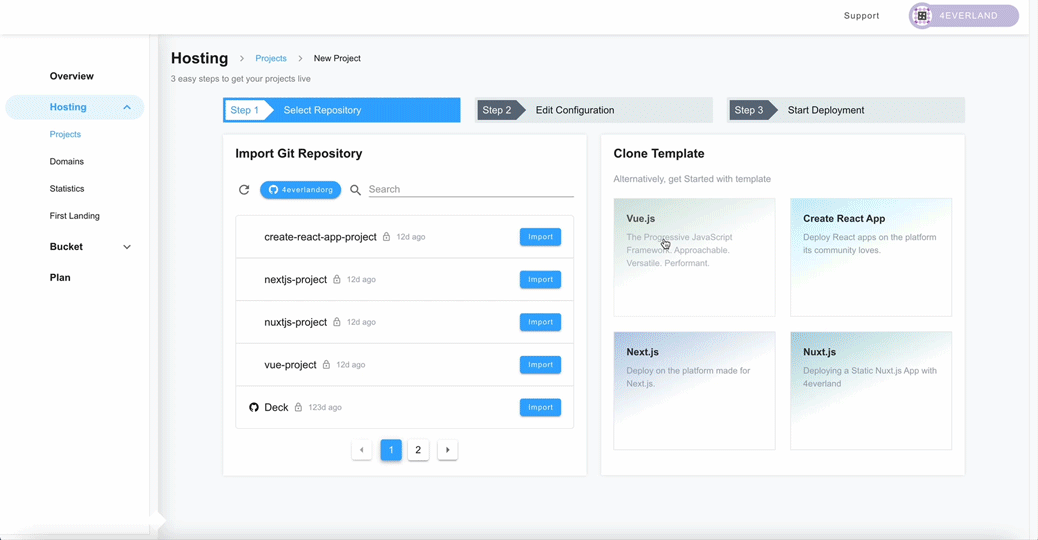 Support
4EVERLAND
Overview
Hosting
Projects
Domains
Statistics
First Landing
Bucket
Plan
Hosting > Projects > New Project
3 easy steps to get your projects live
Step 1 Select Repository
Step 2 Edit Configuration
Step 3 Start Deployment
Import Git Repository
4everlandorg Search
create-react-app-project 12d ago Import
nextjs-project 12d ago Import
nuxtjs-project 12d ago Import
vue-project 12d ago Import
Deck 123d ago Import
1 2
Clone Template
Alternatively, get Started with template
Vue.js
The Progressive JavaScript
Framework. Approachable.
Versatile. Performant.
Create React App
Deploy React apps on the platform
its community loves.
Next.js
Deploy on the platform made for
Next.js.
Nuxt.js
Deploying a Static Nuxt.js App with
4everland